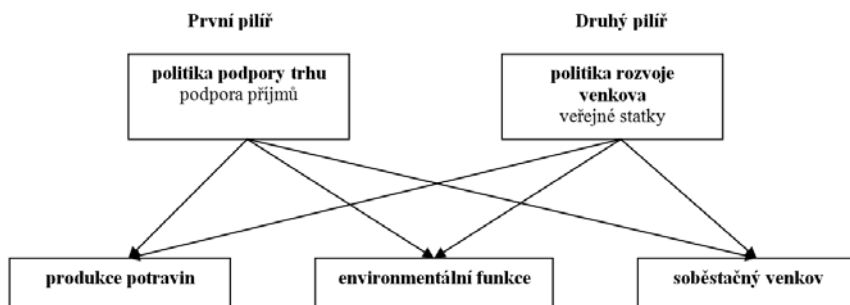 První pilíř
Druhý pilíř
politika podpory trhu
podpora příjmů
politika rozvoje
venkova
veřejné statky
produkce potravin
environmentální funkce
soběstačný venkov